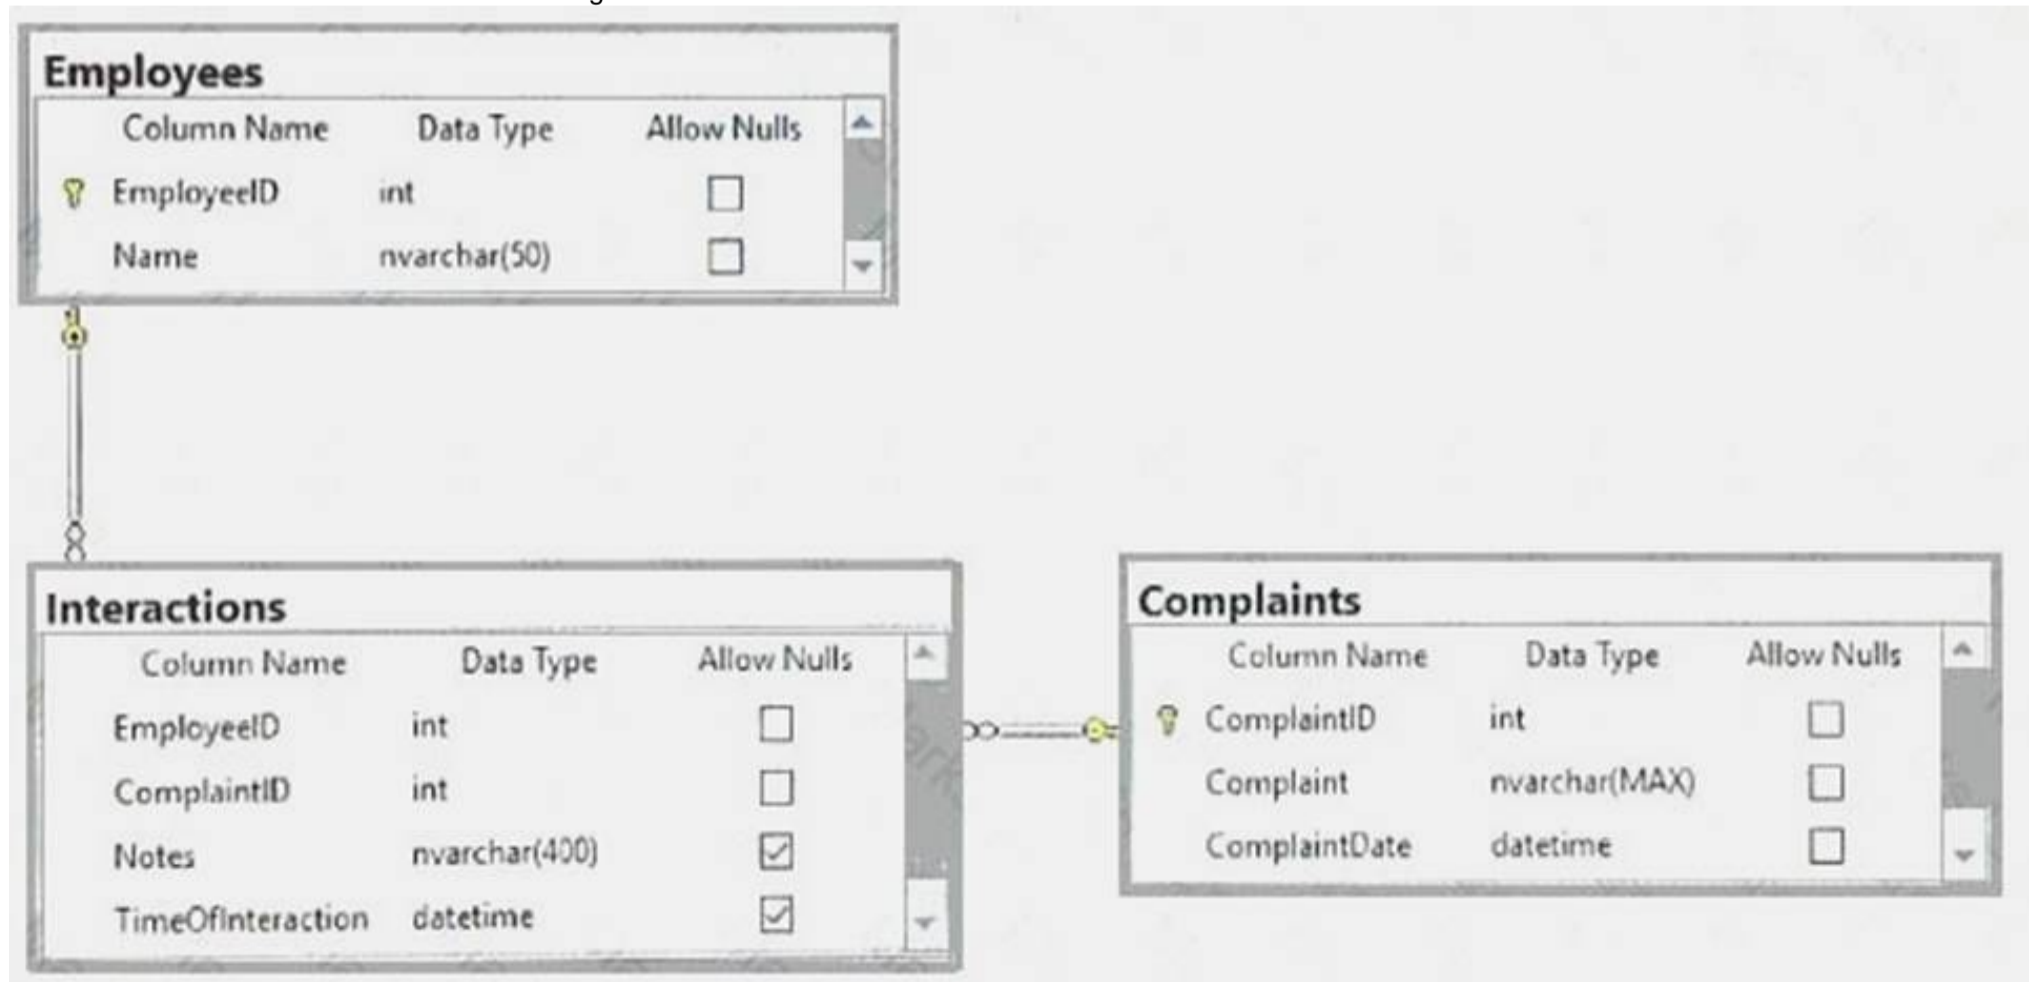 Employees
Column Name Data Type Allow Nulls
EmployeeID int
Name nvarchar(50)
Interactions
Column Name Data Type Allow Nulls
EmployeeID int
ComplaintID int
Notes nvarchar(400)
TimeOfInteraction datetime
Complaints
Column Name Data Type Allow Nulls
ComplaintID int
Complaint nvarchar(MAX)
ComplaintDate datetime